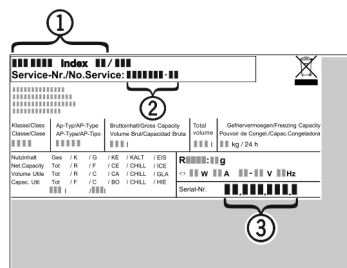 1
Index /
Service-Nr./No.Service: -
2
Klasse/Class Ap-Typ/AP-Type Bruttoinhalt/Gross Capacity Total Gefriervermoegen/Freezing Capacity
Classe/Clase AP-Type/AP-Tipo Volume Brut/Capacidad Bruta volume Pouvoir de Congel./Capac.Congeladora
l l kg / 24 h
Nutzinhalt Ges / K / G / KE / KALT / EIS
Net.Capacity Tot / R / F / CE / CHILL / ICE
Volume Utile Tot / R / C / CA / CHILL / GLA
Capac. Util Tot / F / C / BO / CHILL / HIE
l / l
R : g
W A - V Hz
Serial-Nr. . . .
3